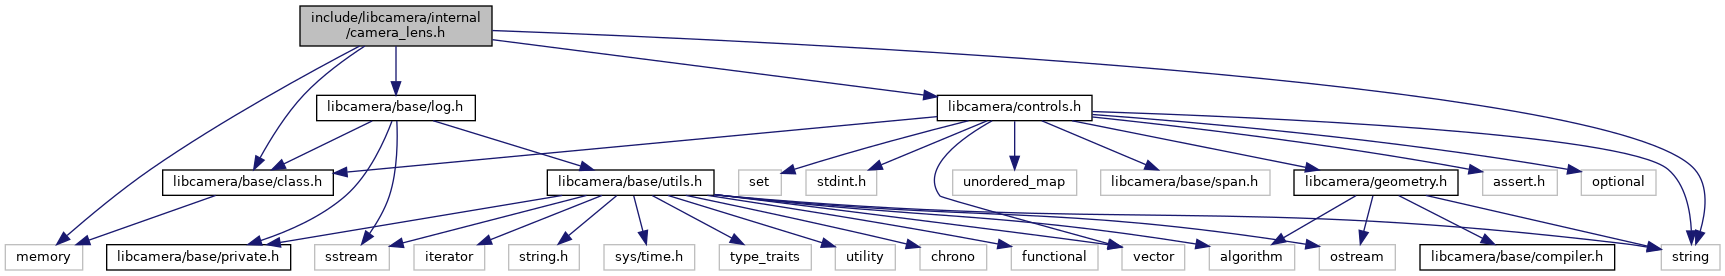 include/libcamera/internal
/camera_lens.h
libcamera/base/log.h
libcamera/controls.h
libcamera/base/class.h
libcamera/base/utils.h
set
stdint.h
unordered_map
libcamera/base/span.h
libcamera/geometry.h
assert.h
optional
memory
libcamera/base/private.h
sstream
iterator
string.h
sys/time.h
type_traits
utility
chrono
functional
vector
algorithm
ostream
libcamera/base/compiler.h
string